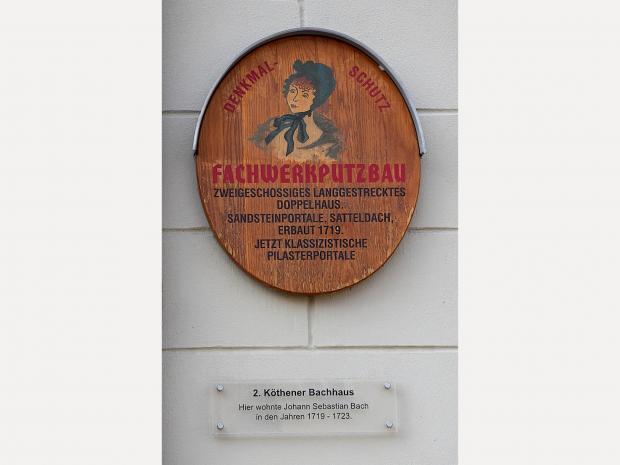 DENKMAL-
SCHUTZ
FACHWERKPUTZBAU
ZWEIGESCHOSSIGES LANGGESTRECKTES
DOPPELHAUS.
SANDSTEINPORTALE, SATTELDACH,
ERBAUT 1719.
JETZT KLASSIZISTISCHE
PILASTERPORTALE
2. Köthener Bachhaus
Hier wohnte Johann Sebastian Bach
in den Jahren 1719 - 1723.